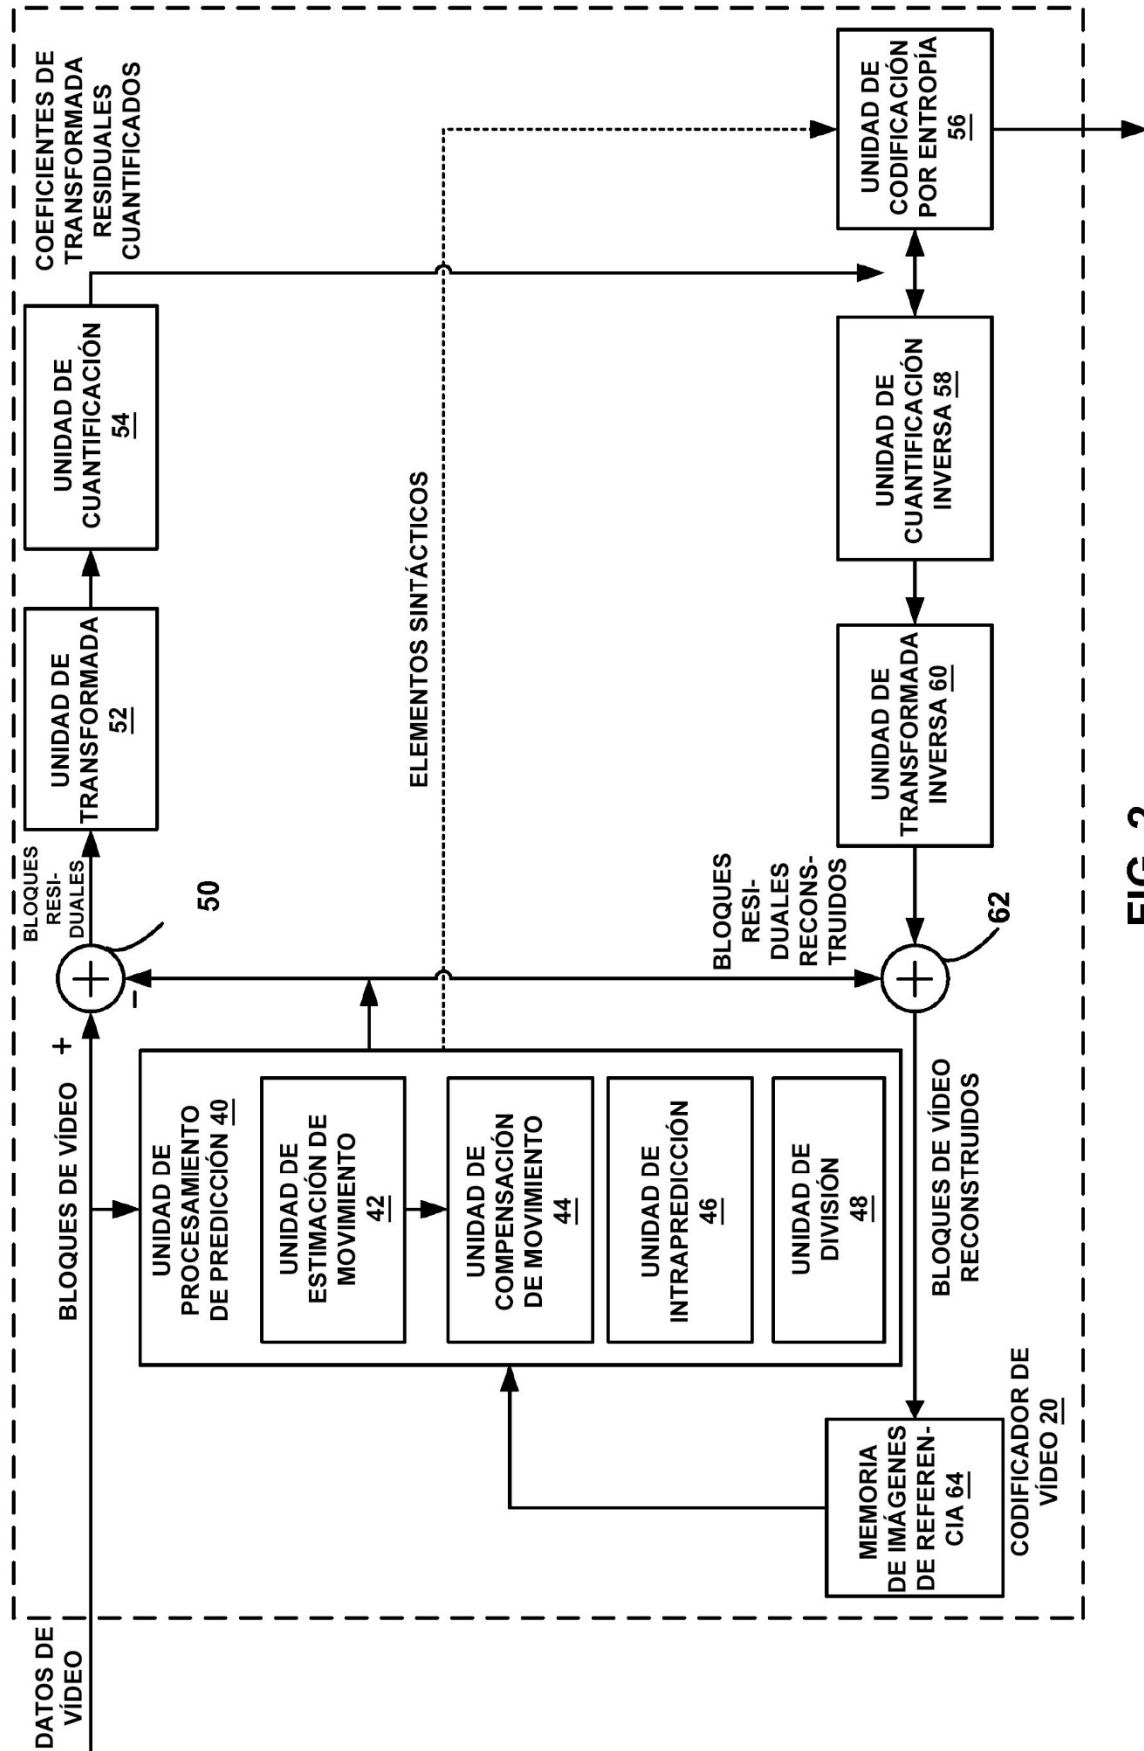 DATOS DE
VÍDEO
BLOQUES DE VÍDEO
+
-
50
BLOQUES
RESI-
DUALES
UNIDAD DE
TRANSFORMADA
52
UNIDAD DE
CUANTIFICACIÓN
54
COEFICIENTES DE
TRANSFORMADA
RESIDUALES
CUANTIFICADOS
UNIDAD DE
PROCESAMIENTO
DE PREDICCIÓN 40
UNIDAD DE
ESTIMACIÓN DE
MOVIMIENTO
42
UNIDAD DE
COMPENSACIÓN
DE MOVIMIENTO
44
UNIDAD DE
INTRAPREDICCIÓN
46
UNIDAD DE
DIVISIÓN
48
ELEMENTOS SINTÁCTICOS
BLOQUES
RESI-
DUALES
RECONS-
TRUIDOS
62
MEMORIA
DE IMÁGENES
DE REFEREN-
CIA 64
BLOQUES DE VÍDEO
RECONSTRUIDOS
UNIDAD DE
TRANSFORMADA
INVERSA 60
UNIDAD DE
CUANTIFICACIÓN
INVERSA 58
UNIDAD DE
CODIFICACIÓN
POR ENTROPÍA
56
CODIFICADOR DE
VÍDEO 20
FIG. 2